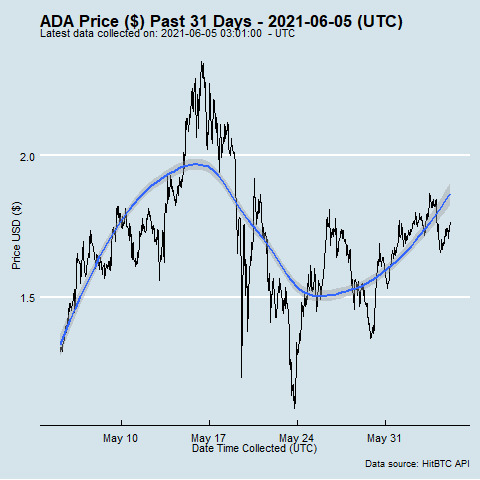 ADA Price ($) Past 31 Days - 2021-06-05 (UTC)
Latest data collected on: 2021-06-05 03:01:00  - UTC
Price USD ($)
2.0
1.5
May 10 May 17 May 24 May 31
Date Time Collected (UTC)
Data source: HitBTC API